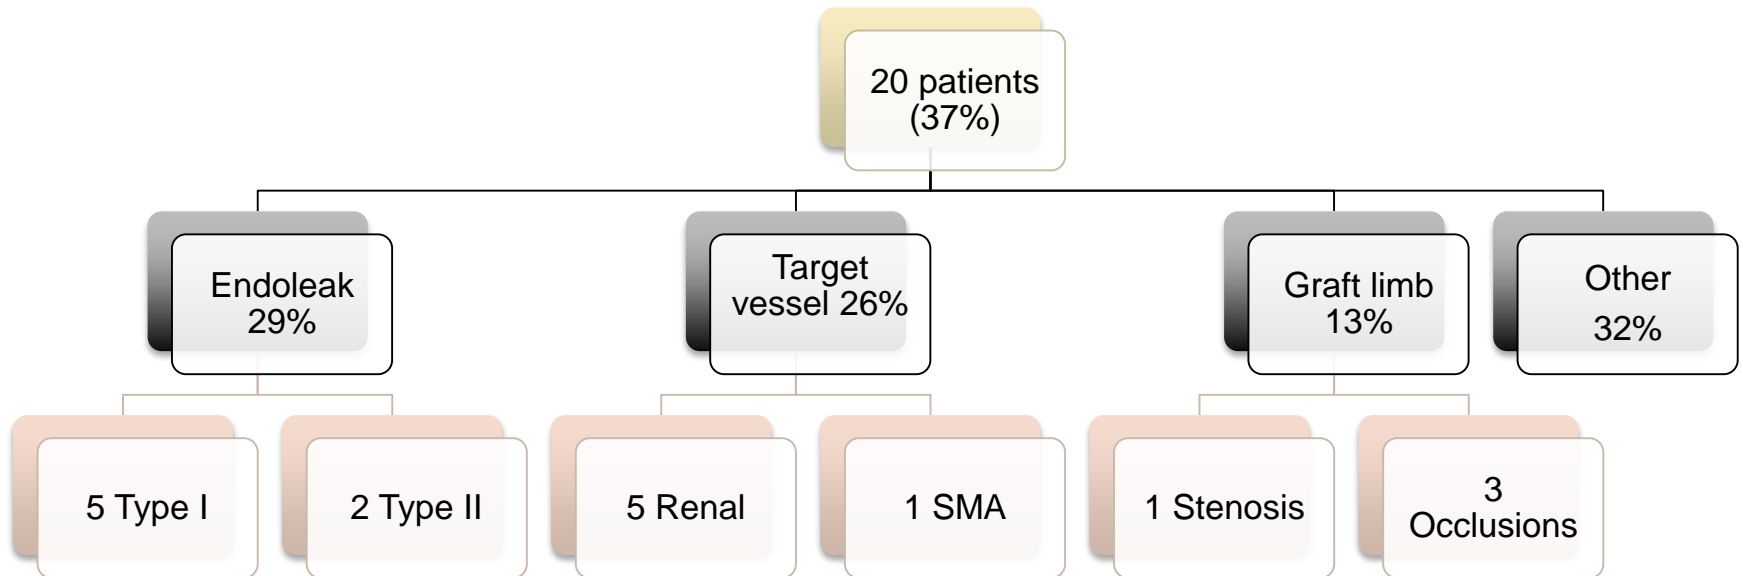 20 patients
(37%)
Endoleak
29%
Target
vessel 26%
Graft limb
13%
Other
32%
5 Type I
2 Type II
5 Renal
1 SMA
1 Stenosis
3
Occlusions